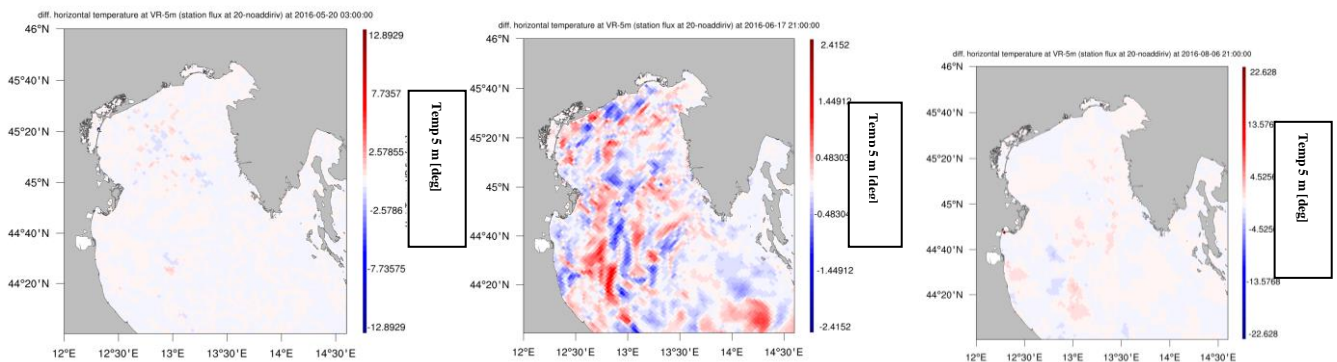 diff. horizontal temperature at VR-5m (station flux at 20-noaddiriv) at 2016-05-20 03:00:00
46°N
45°40'N
45°20'N
45°N
44°40'N
44°20'N
12°E
12°30'E
13°E
13°30'E
14°E
14°30'E
12.8929
7.7357
2.57855
-2.5786
-7.73575
-12.8929
Temp 5 m [deg]
diff. horizontal temperature at VR-5m (station flux at 20-noaddiriv) at 2016-06-17 21:00:00
46°N
45°40'N
45°20'N
45°N
44°40'N
44°20'N
12°E
12°30'E
13°E
13°30'E
14°E
14°30'E
2.4152
1.44912
0.48303
-0.48304
-1.44912
-2.4152
Temp 5 m [deg]
diff. horizontal temperature at VR-5m (station flux at 20-noaddiriv) at 2016-08-06 21:00:00
46°N
45°40'N
45°20'N
45°N
44°40'N
44°20'N
12°E
12°30'E
13°E
13°30'E
14°E
14°30'E
22.628
13.576
4.5256
-4.525
-13.5768
-22.628
Temp 5 m [deg]